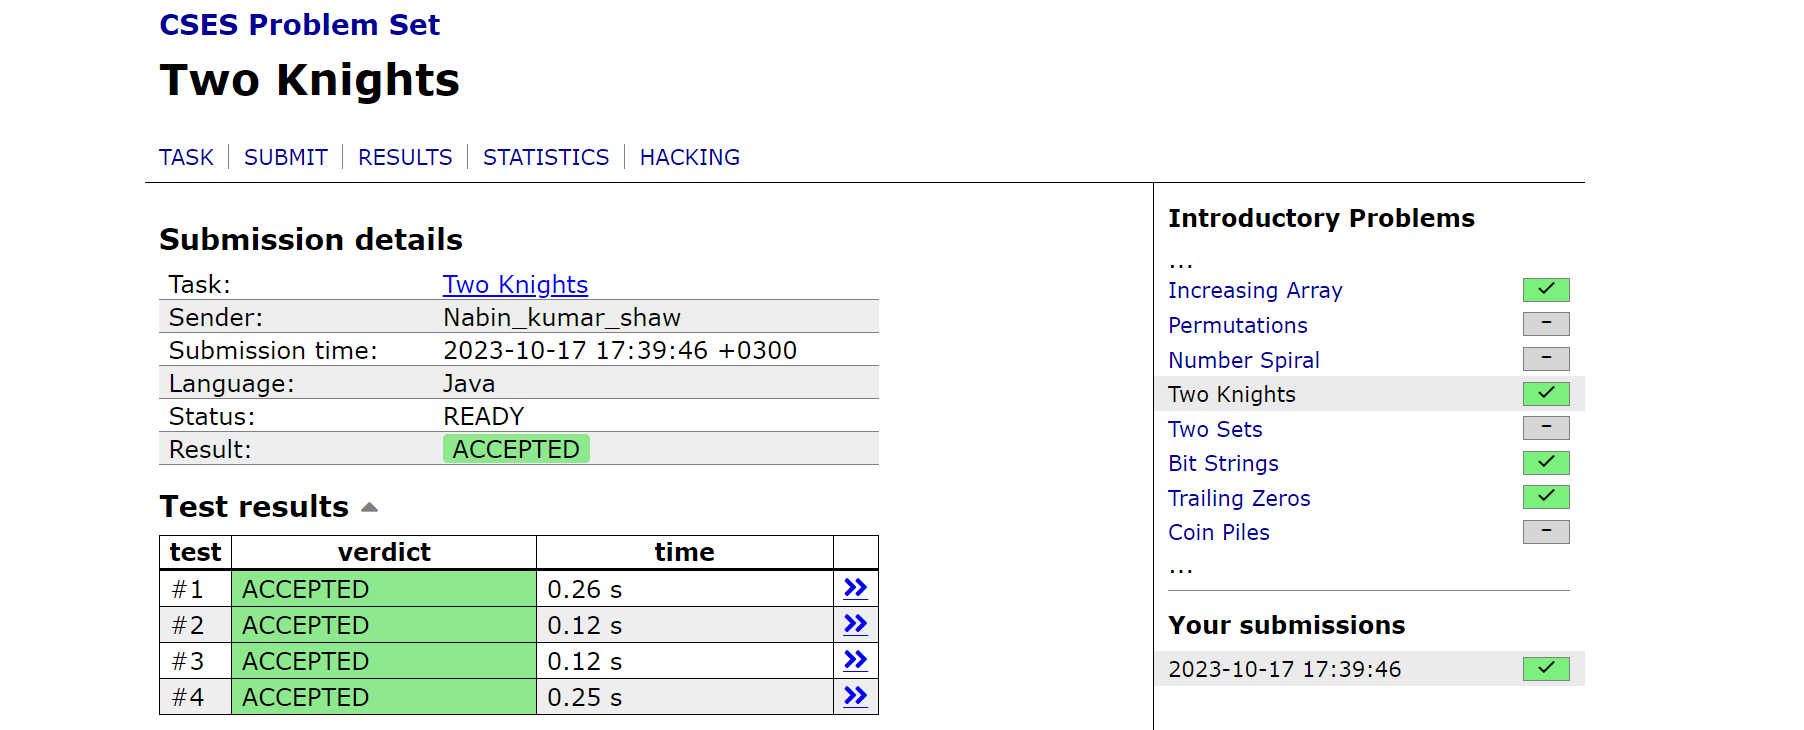 CSES Problem Set
Two Knights
TASK SUBMIT RESULTS STATISTICS HACKING
Submission details
Task: Two Knights
Sender: Nabin_kumar_shaw
Submission time: 2023-10-17 17:39:46 +0300
Language: Java
Status: READY
Result: ACCEPTED
Test results
test verdict time
#1 ACCEPTED 0.26 s »
#2 ACCEPTED 0.12 s »
#3 ACCEPTED 0.12 s »
#4 ACCEPTED 0.25 s »
Introductory Problems
...
Increasing Array ✓
Permutations –
Number Spiral –
Two Knights ✓
Two Sets –
Bit Strings ✓
Trailing Zeros ✓
Coin Piles –
...
Your submissions
2023-10-17 17:39:46 ✓